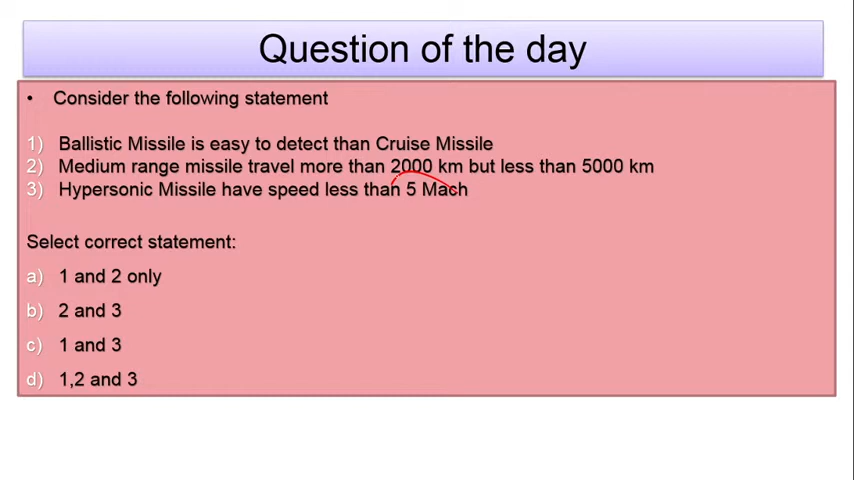 Question of the day
• Consider the following statement
1) Ballistic Missile is easy to detect than Cruise Missile
2) Medium range missile travel more than 2000 km but less than 5000 km
3) Hypersonic Missile have speed less than 5 Mach
Select correct statement:
a) 1 and 2 only
b) 2 and 3
c) 1 and 3
d) 1,2 and 3